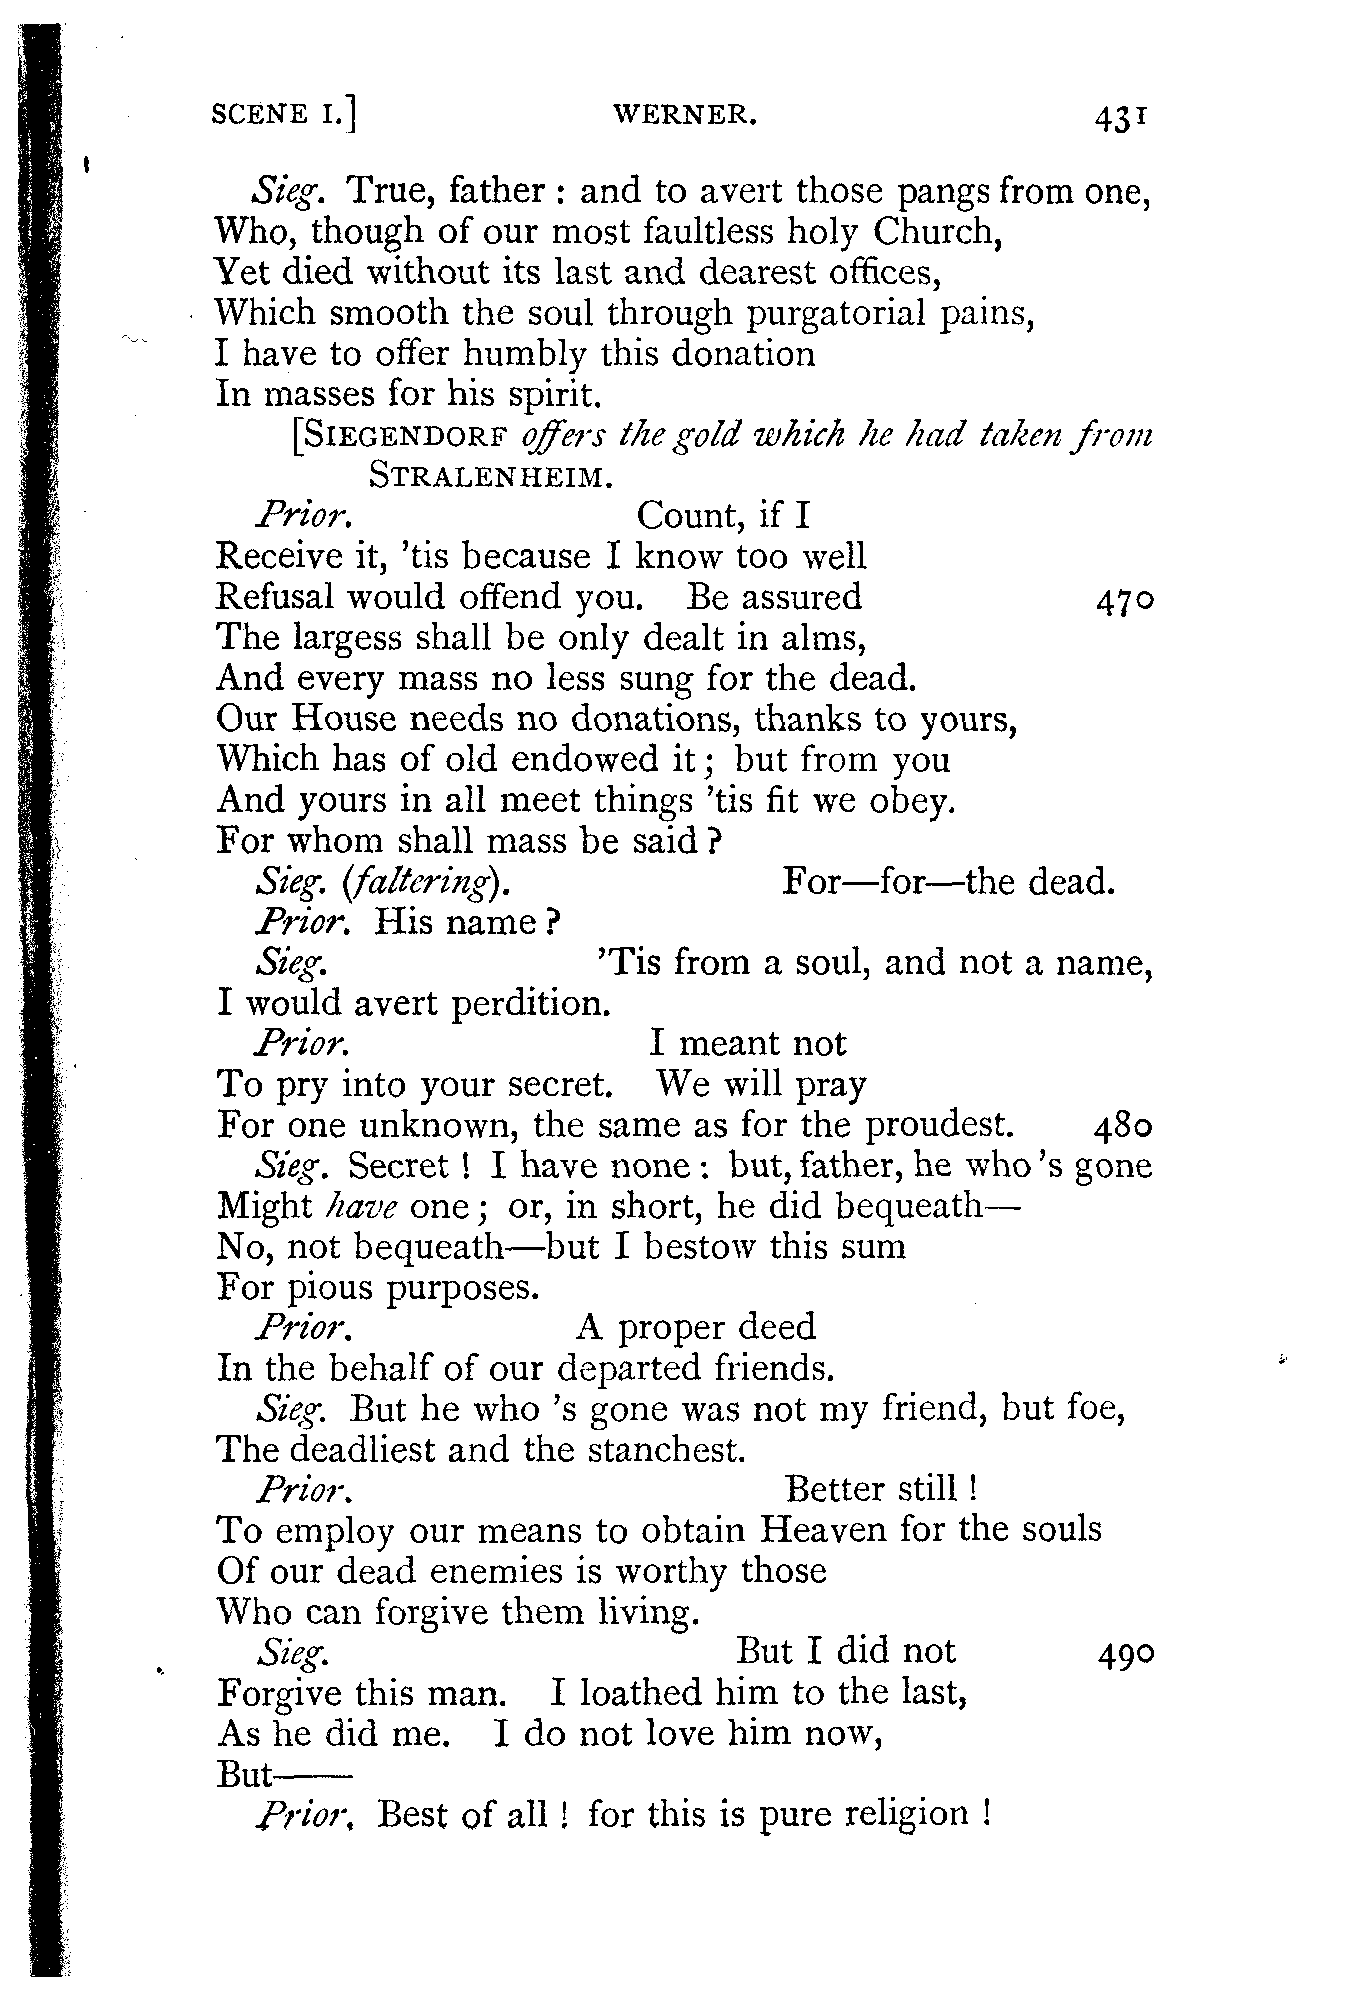 SCENE I.] WERNER. 431
Sieg. True, father : and to avert those pangs from one,
Who, though of our most faultless holy Church,
Yet died without its last and dearest offices,
Which smooth the soul through purgatorial pains,
I have to offer humbly this donation
In masses for his spirit.
[SIEGENDORF offers the gold which he had taken from
STRALENHEIM.
Prior. Count, if I
Receive it, ’tis because I know too well
Refusal would offend you. Be assured 470
The largess shall be only dealt in alms,
And every mass no less sung for the dead.
Our House needs no donations, thanks to yours,
Which has of old endowed it ; but from you
And yours in all meet things ’tis fit we obey.
For whom shall mass be said ?
Sieg. (faltering). For—for—the dead.
Prior. His name ?
Sieg. ’Tis from a soul, and not a name,
I would avert perdition.
Prior. I meant not
To pry into your secret. We will pray
For one unknown, the same as for the proudest. 480
Sieg. Secret ! I have none : but, father, he who ’s gone
Might have one ; or, in short, he did bequeath—
No, not bequeath—but I bestow this sum
For pious purposes.
Prior. A proper deed
In the behalf of our departed friends.
Sieg. But he who ’s gone was not my friend, but foe,
The deadliest and the stanchest.
Prior. Better still !
To employ our means to obtain Heaven for the souls
Of our dead enemies is worthy those
Who can forgive them living.
Sieg. But I did not 490
Forgive this man. I loathed him to the last,
As he did me. I do not love him now,
But——
Prior. Best of all ! for this is pure religion !